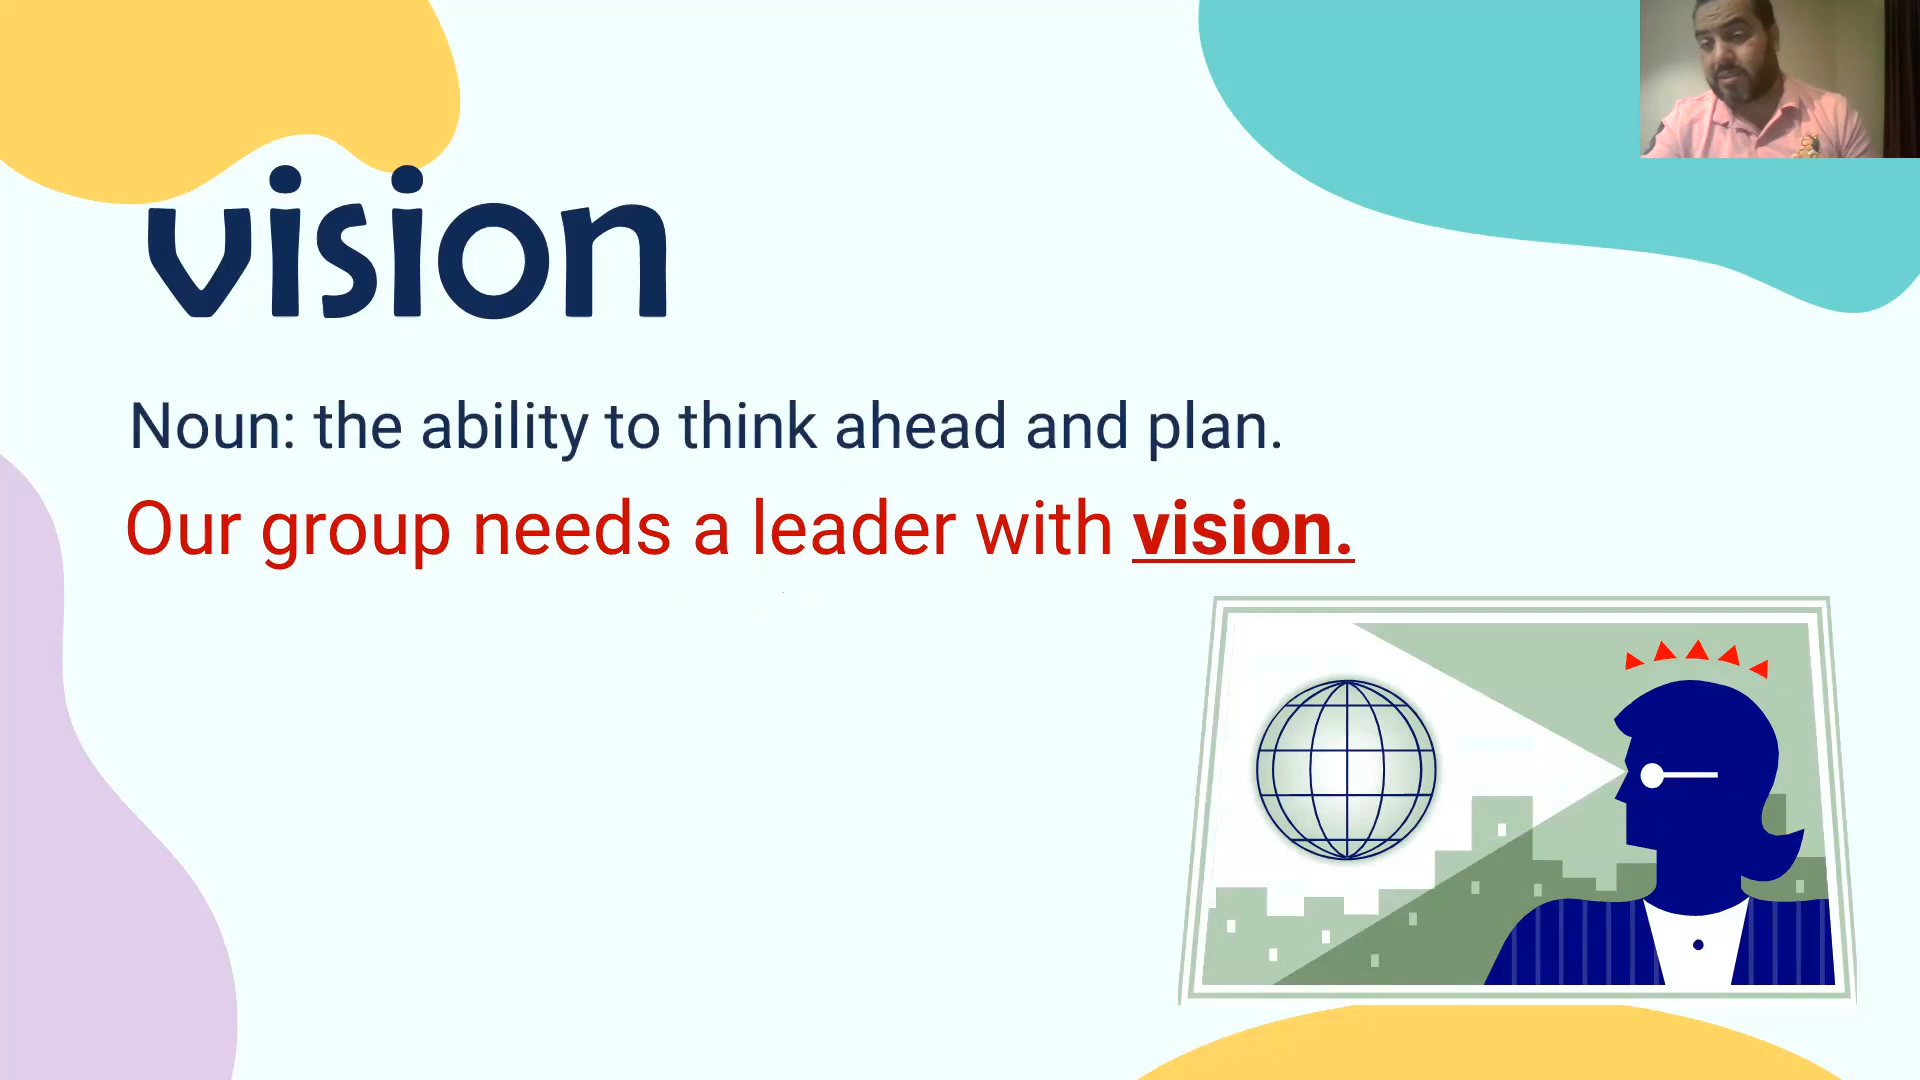 vision
Noun: the ability to think ahead and plan.
Our group needs a leader with vision.